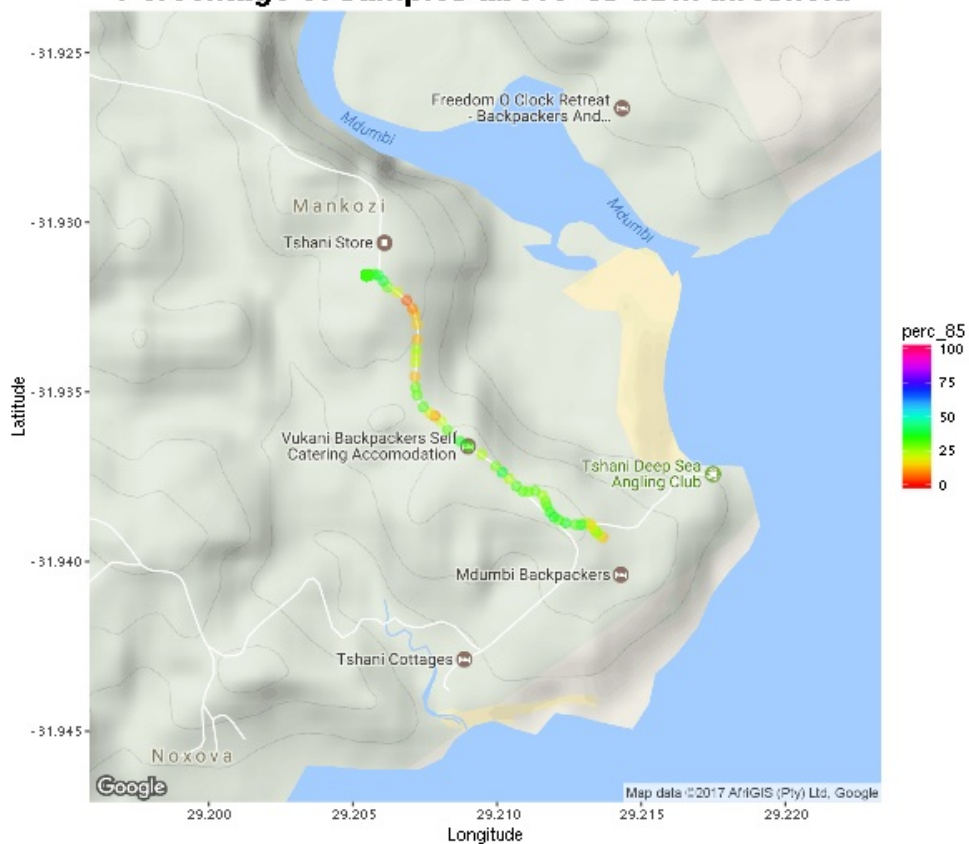 -31.925
Freedom O Clock Retreat
- Backpackers And...
Mdumbi
Mankozi
-31.930
Mdumbi
Tshani Store
perc_85
100
75
50
25
0
-31.935
Latitude
Vukani Backpackers Self
Catering Accomodation
Tshani Deep Sea
Angling Club
-31.940
Mdumbi Backpackers
Tshani Cottages
-31.945
Noxova
Google
Map data ©2017 AfriGIS (Pty) Ltd, Google
29.200
29.205
29.210
29.215
29.220
Longitude